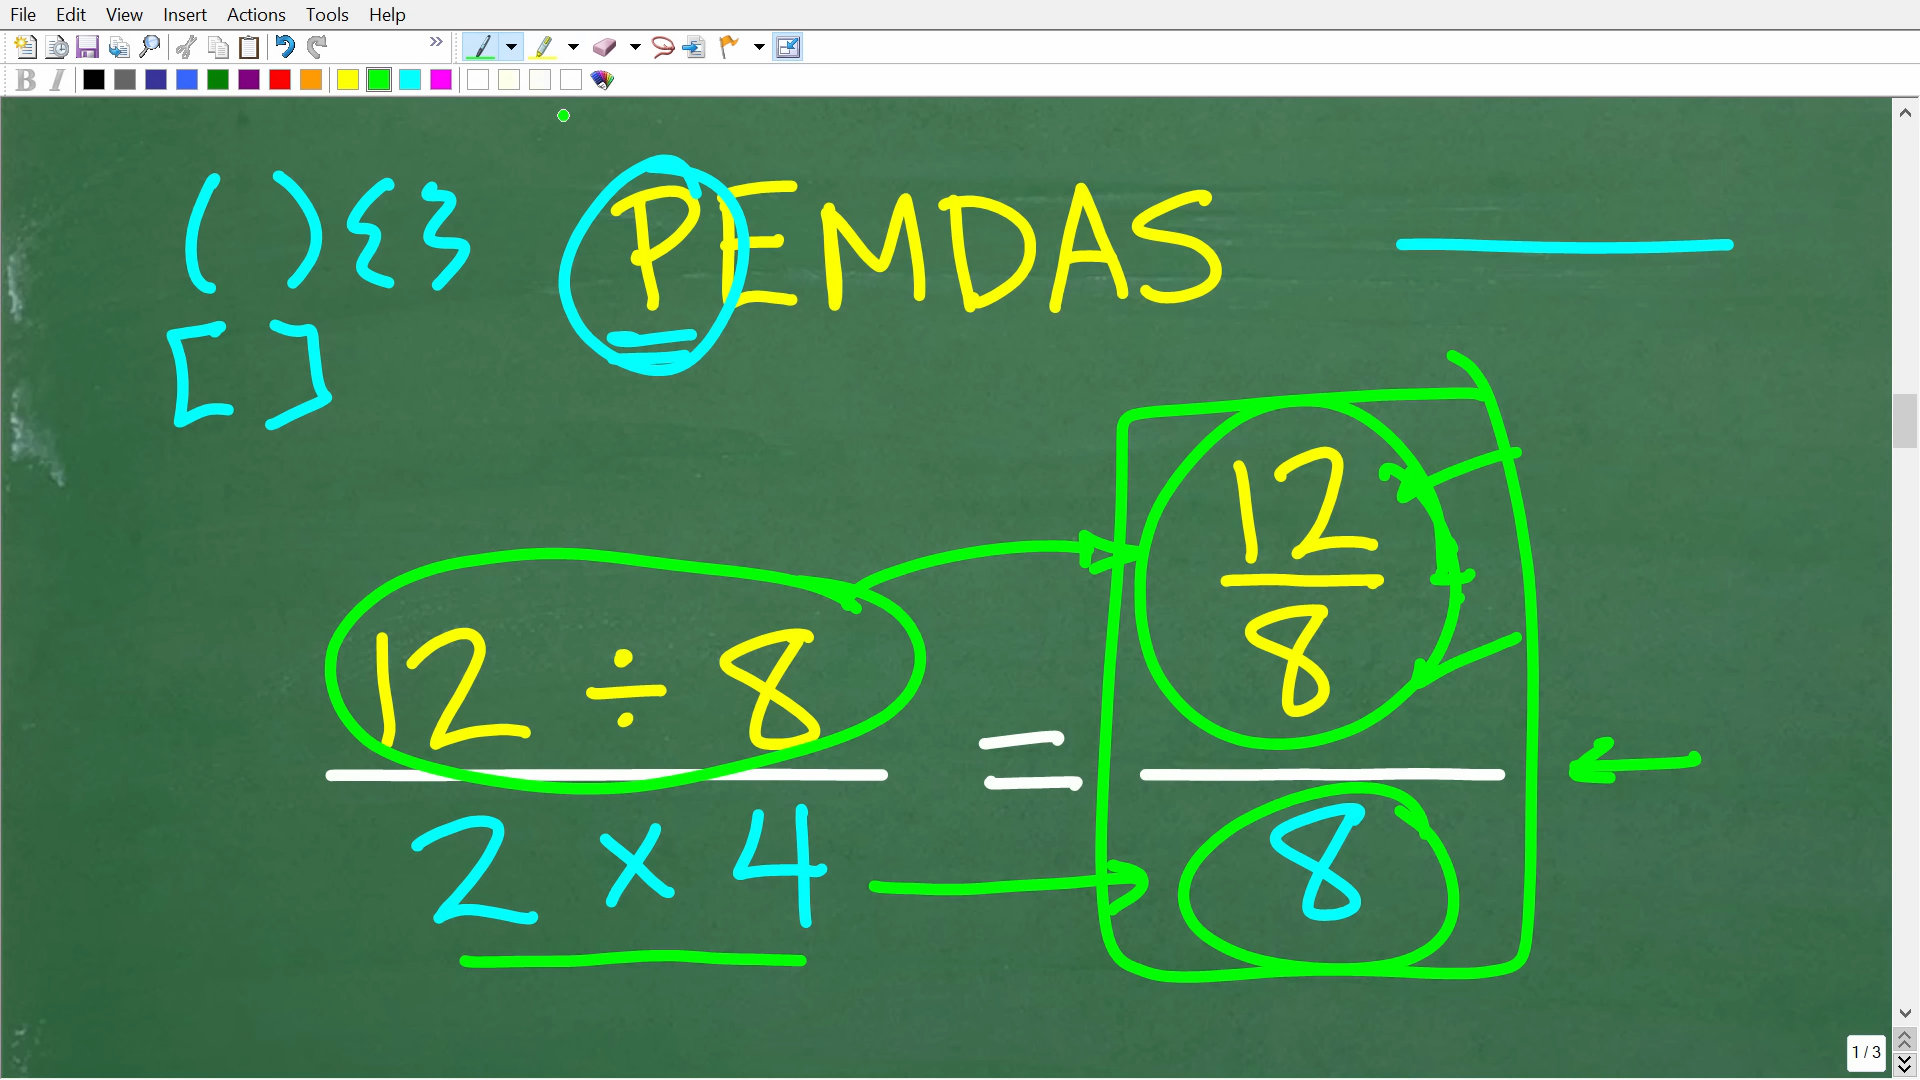 File Edit View Insert Actions Tools Help
B I
( ) { } PEMDAS
[ ]
12 ÷ 8 = 12
8
2 × 4 8
1 / 3